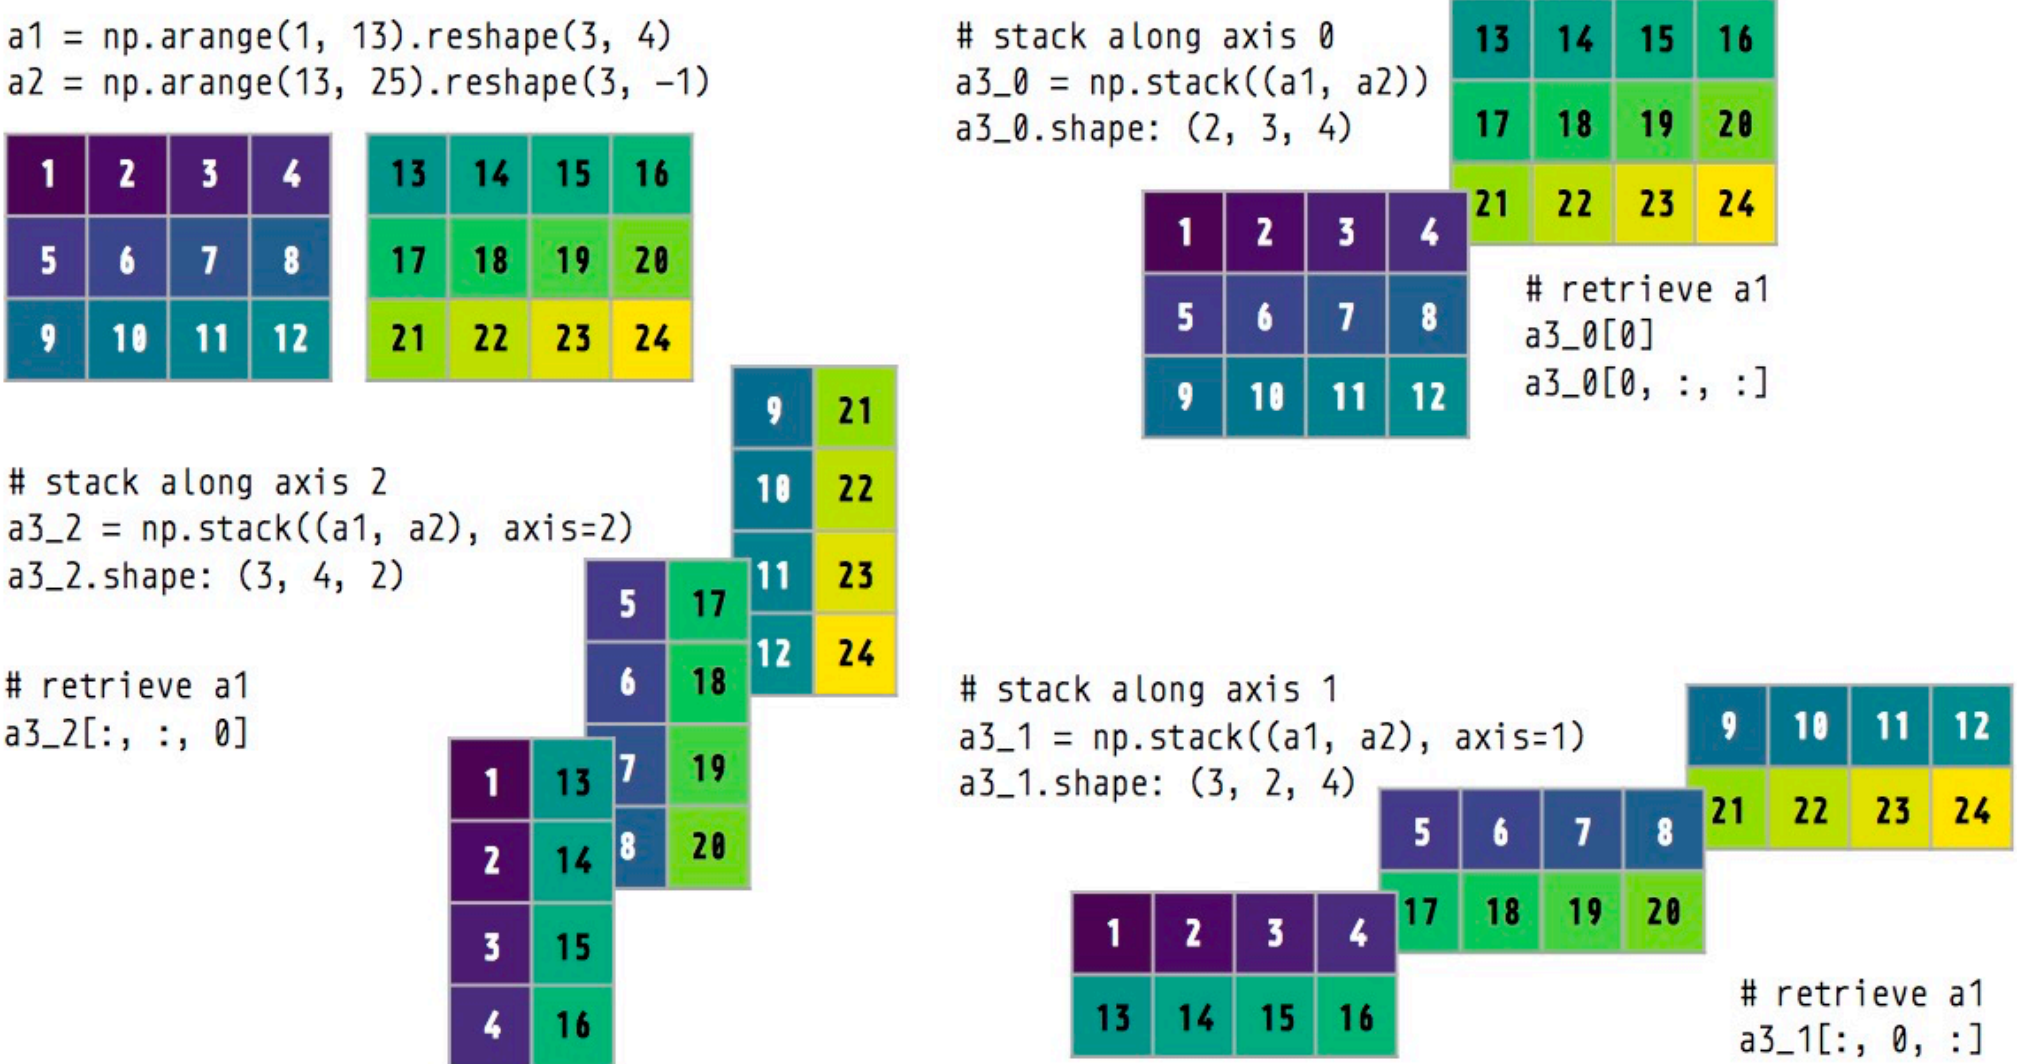 a1 = np.arange(1, 13).reshape(3, 4)
a2 = np.arange(13, 25).reshape(3, -1)
1 2 3 4
5 6 7 8
9 10 11 12
13 14 15 16
17 18 19 20
21 22 23 24
# stack along axis 0
a3_0 = np.stack((a1, a2))
a3_0.shape: (2, 3, 4)
13 14 15 16
17 18 19 20
21 22 23 24
1 2 3 4
5 6 7 8
9 10 11 12
# retrieve a1
a3_0[0]
a3_0[0, :, :]
# stack along axis 2
a3_2 = np.stack((a1, a2), axis=2)
a3_2.shape: (3, 4, 2)
9 21
10 22
11 23
12 24
5 17
6 18
7 19
8 20
1 13
2 14
3 15
4 16
# retrieve a1
a3_2[:, :, 0]
# stack along axis 1
a3_1 = np.stack((a1, a2), axis=1)
a3_1.shape: (3, 2, 4)
9 10 11 12
21 22 23 24
5 6 7 8
17 18 19 20
1 2 3 4
13 14 15 16
# retrieve a1
a3_1[:, 0, :]